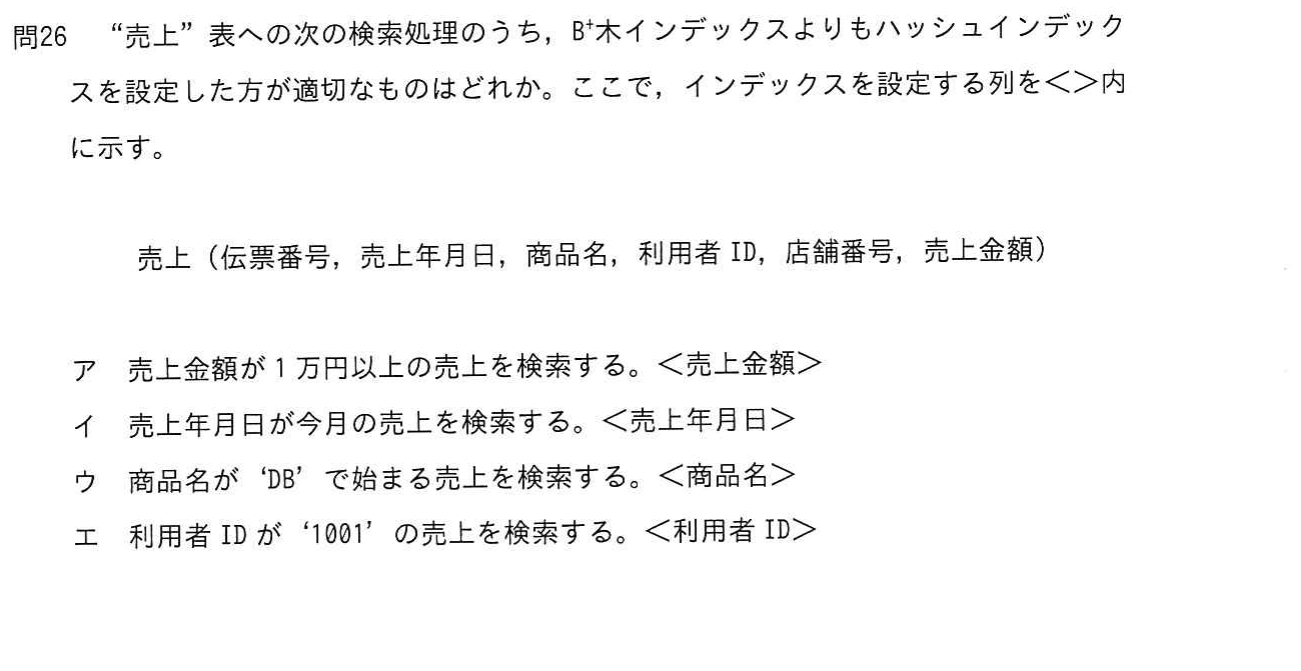 問26 “売上”表への次の検索処理のうち，B⁺木インデックスよりもハッシュインデック
スを設定した方が適切なものはどれか。ここで，インデックスを設定する列を＜＞内
に示す。
売上（伝票番号，売上年月日，商品名，利用者 ID，店舗番号，売上金額）
ア 売上金額が 1 万円以上の売上を検索する。＜売上金額＞
イ 売上年月日が今月の売上を検索する。＜売上年月日＞
ウ 商品名が‘DB’で始まる売上を検索する。＜商品名＞
エ 利用者 ID が‘1001’の売上を検索する。＜利用者 ID＞